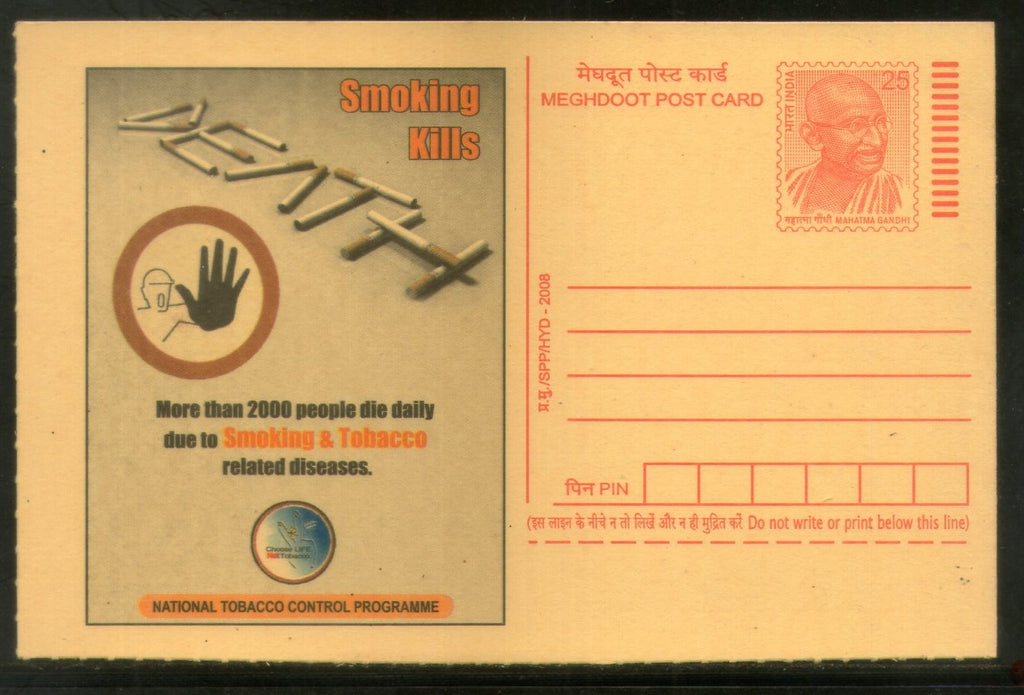 Smoking
Kills
DEATH
More than 2000 people die daily
due to Smoking & Tobacco
related diseases.
Choose LIFE
Not Tobacco.
NATIONAL TOBACCO CONTROL PROGRAMME
मेघदूत पोस्ट कार्ड
MEGHDOOT POST CARD
भारत INDIA
25
महात्मा गाँधी MAHATMA GANDHI
प्र.मु./SPP/HYD - 2008
पिन PIN
(इस लाइन के नीचे न तो लिखें और न ही मुद्रित करें Do not write or print below this line)